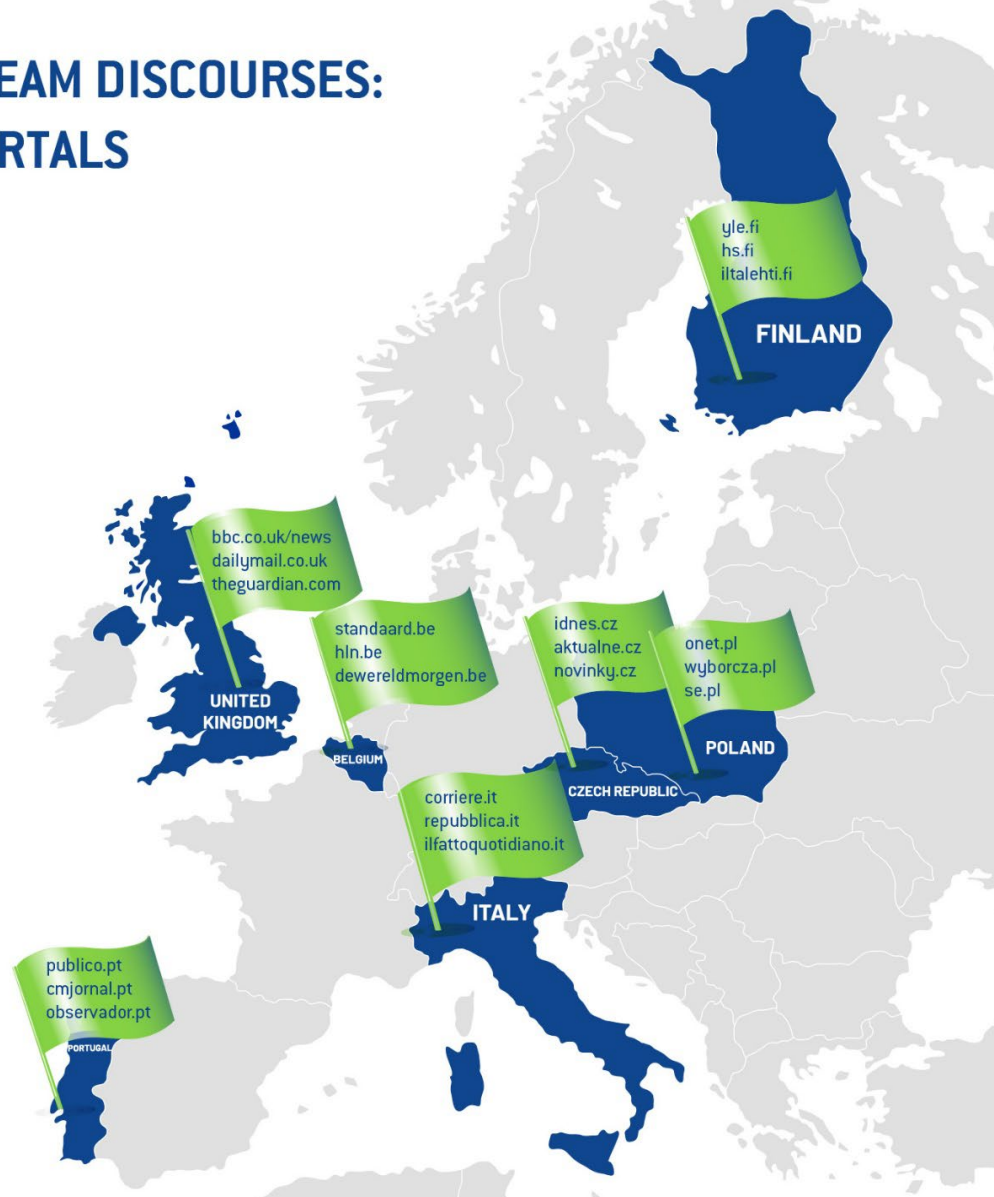 EAM DISCOURSES:
RTALS
yle.fi
hs.fi
iltalehti.fi
FINLAND
bbc.co.uk/news
dailymail.co.uk
theguardian.com
UNITED
KINGDOM
standaard.be
hln.be
dewereldmorgen.be
BELGIUM
idnes.cz
aktualne.cz
novinky.cz
CZECH REPUBLIC
onet.pl
wyborcza.pl
se.pl
POLAND
corriere.it
repubblica.it
ilfattoquotidiano.it
ITALY
publico.pt
cmjornal.pt
observador.pt
PORTUGAL